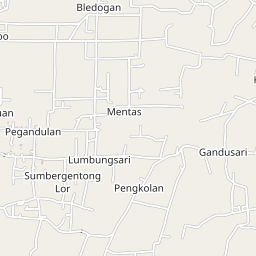 Bledogan
Mentas
Pegandulan
Lumbungsari
Gandusari
Sumbergentong
Lor
Pengkolan